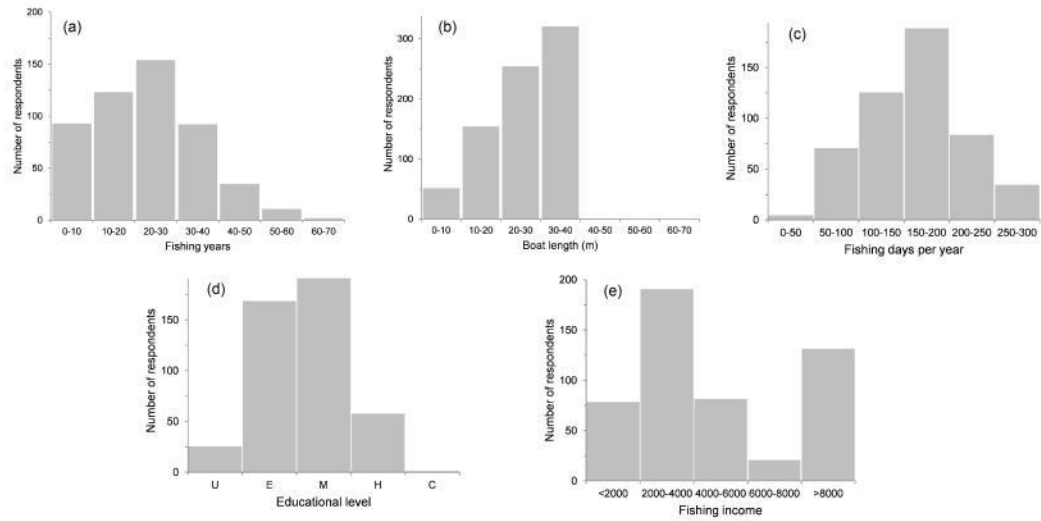 (a)
Number of respondents
200
150
100
50
0
0-10 10-20 20-30 30-40 40-50 50-60 60-70
Fishing years
(b)
Number of respondents
300
200
100
0
0-10 10-20 20-30 30-40 40-50 50-60 60-70
Boat length (m)
(c)
Number of respondents
150
100
50
0
0-50 50-100 100-150 150-200 200-250 250-300
Fishing days per year
(d)
Number of respondents
150
100
50
0
U E M H C
Educational level
(e)
Number of respondents
200
150
100
50
0
<2000 2000-4000 4000-6000 6000-8000 >8000
Fishing income